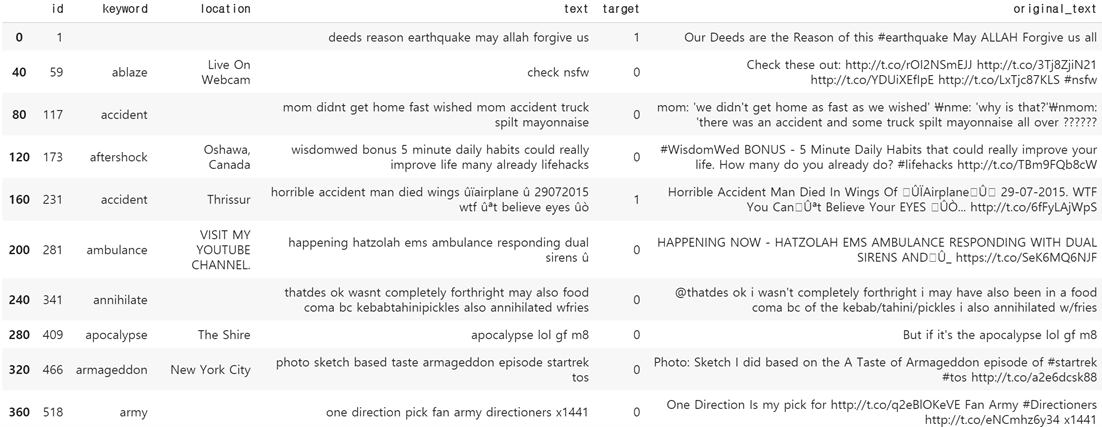 id keyword location text target original_text
0 1 deeds reason earthquake may allah forgive us 1 Our Deeds are the Reason of this #earthquake May ALLAH Forgive us all
40 59 ablaze Live On Webcam check nsfw 0 Check these out: http://t.co/rOI2NSmEJJ http://t.co/3Tj8ZjiN21
http://t.co/YDUiXEfIpE http://t.co/LxTjc87KLS #nsfw
80 117 accident mom didnt get home fast wished mom accident truck
spilt mayonnaise 0 mom: 'we didn't get home as fast as we wished' ₩nme: 'why is that?'₩nmom:
'there was an accident and some truck spilt mayonnaise all over ??????
120 173 aftershock Oshawa,
Canada wisdomwed bonus 5 minute daily habits could really
improve life many already lifehacks 0 #WisdomWed BONUS - 5 Minute Daily Habits that could really improve your
life. How many do you already do? #lifehacks http://t.co/TBm9FQb8cW
160 231 accident Thrissur horrible accident man died wings ûïairplane û 29072015
wtf ûªt believe eyes ûò 1 Horrible Accident Man Died In Wings Of □ÛÏAirplane□Û□ 29-07-2015. WTF
You Can□Ûªt Believe Your EYES □ÛÒ... http://t.co/6fFyLAjWpS
200 281 ambulance VISIT MY
YOUTUBE
CHANNEL. happening hatzolah ems ambulance responding dual
sirens û 0 HAPPENING NOW - HATZOLAH EMS AMBULANCE RESPONDING WITH DUAL
SIRENS AND□Û_ https://t.co/SeK6MQ6NJF
240 341 annihilate thatdes ok wasnt completely forthright may also food
coma bc kebabtahinipickles also annihilated wfries 0 @thatdes ok i wasn't completely forthright i may have also been in a food
coma bc of the kebab/tahini/pickles i also annihilated w/fries
280 409 apocalypse The Shire apocalypse lol gf m8 0 But if it's the apocalypse lol gf m8
320 466 armageddon New York City photo sketch based taste armageddon episode startrek
tos 0 Photo: Sketch I did based on the A Taste of Armageddon episode of #startrek
#tos http://t.co/a2e6dcsk88
360 518 army one direction pick fan army directioners x1441 0 One Direction Is my pick for http://t.co/q2eBlOKeVE Fan Army #Directioners
http://t.co/eNCmhz6y34 x1441